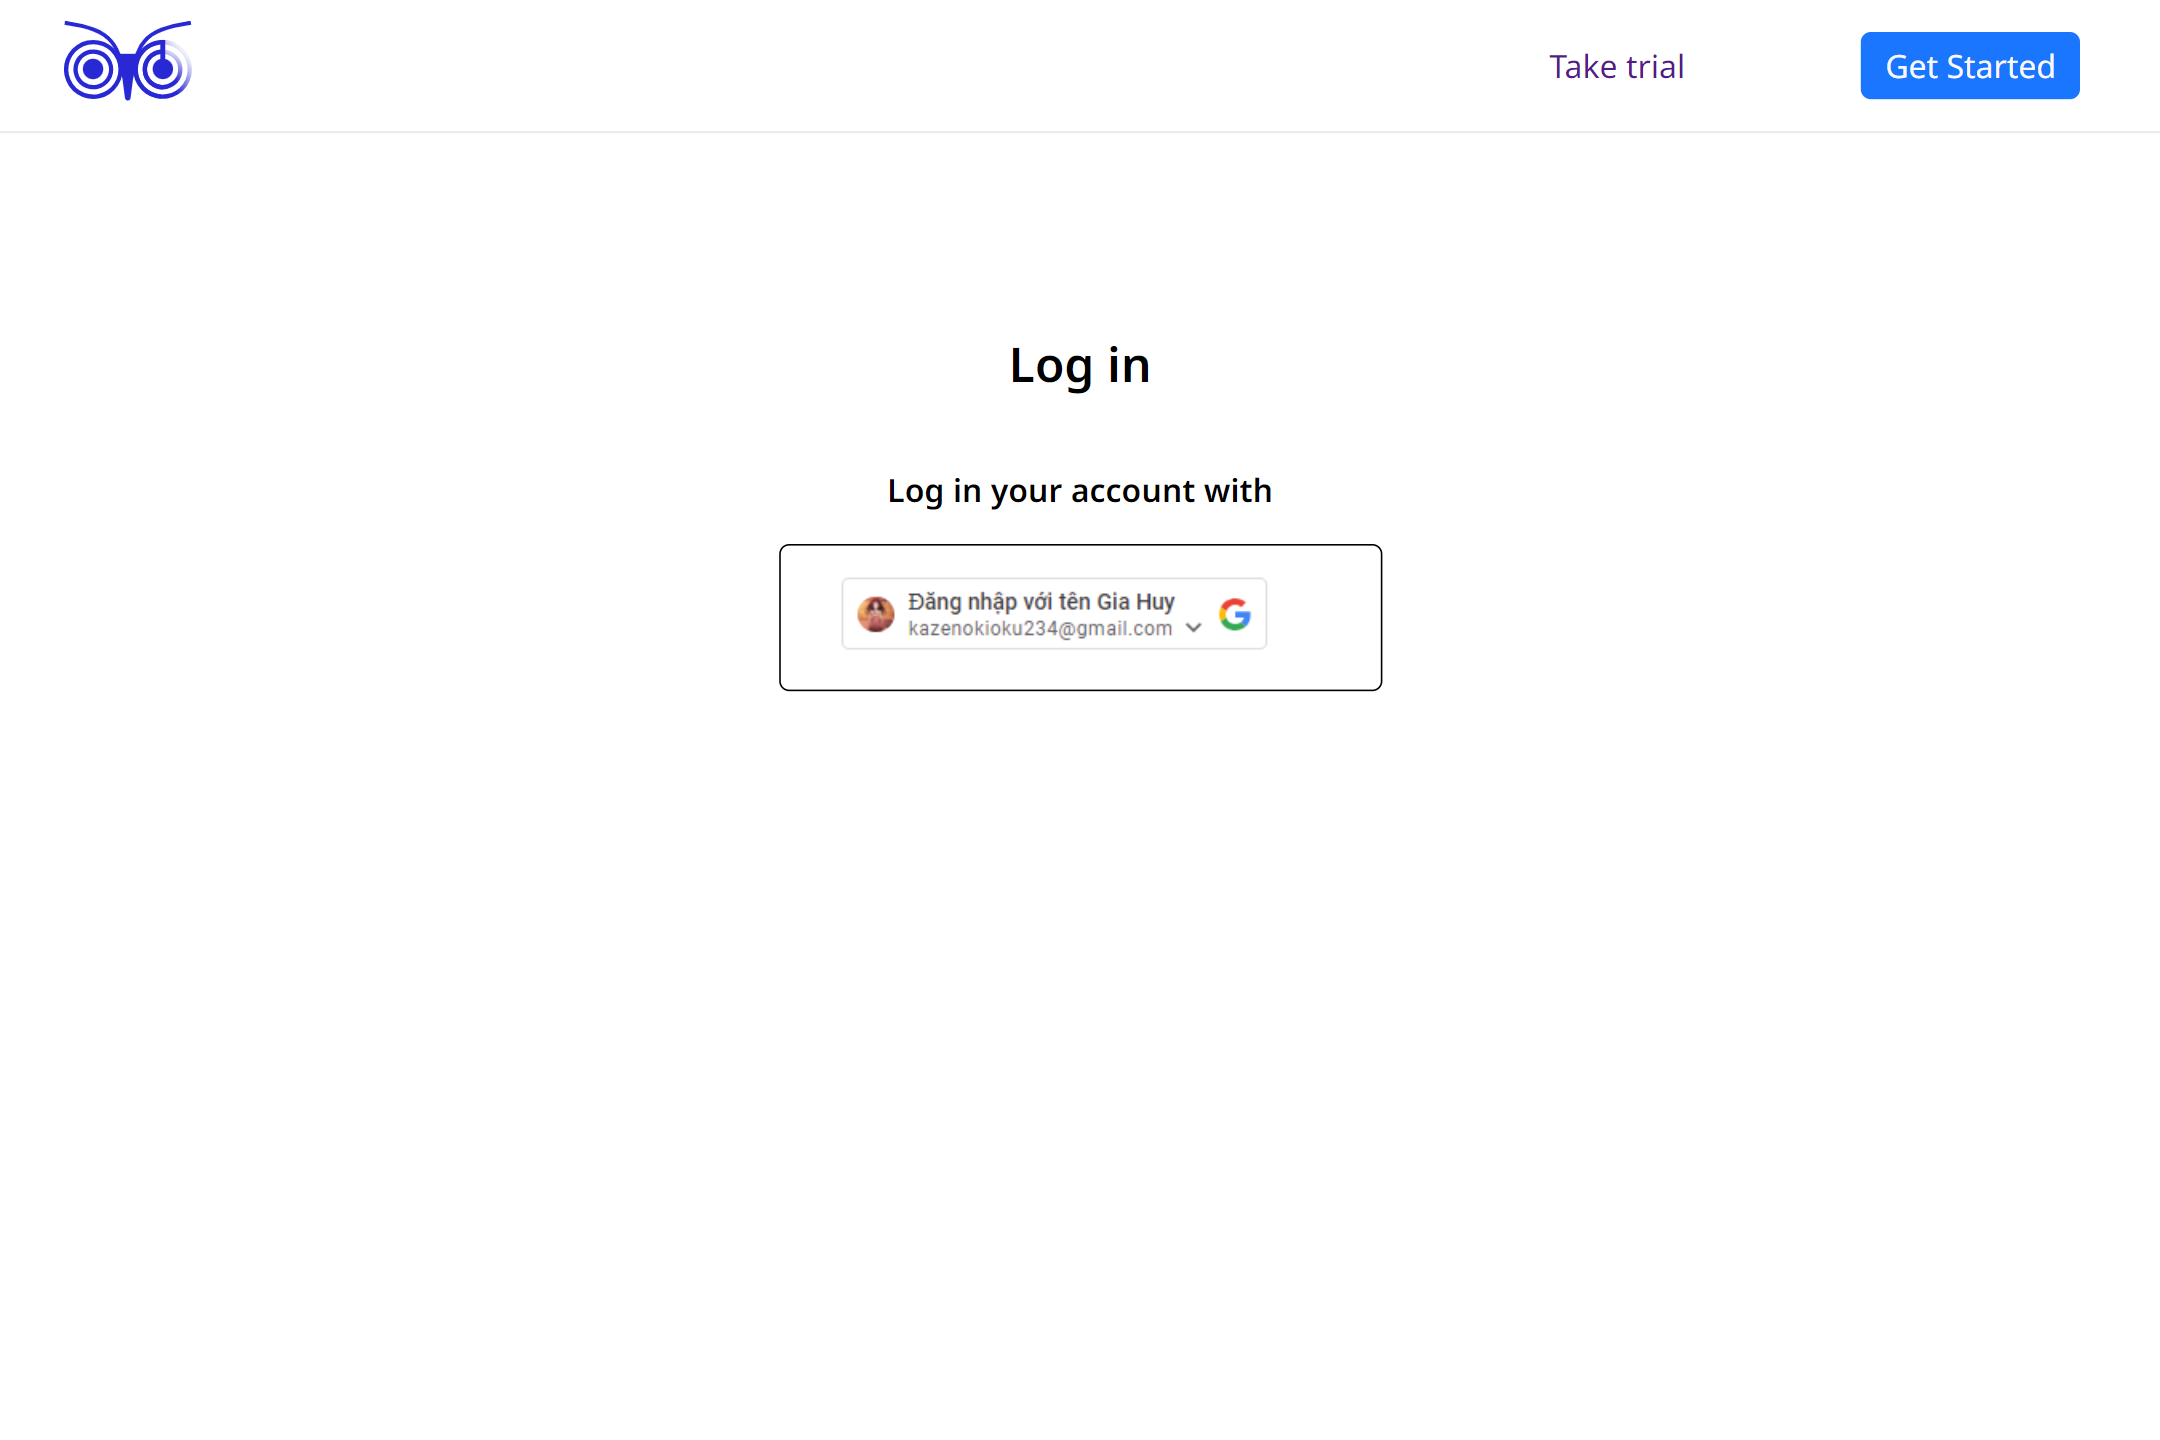 Take trial
Get Started
Log in
Log in your account with
Đăng nhập với tên Gia Huy
kazenokioku234@gmail.com